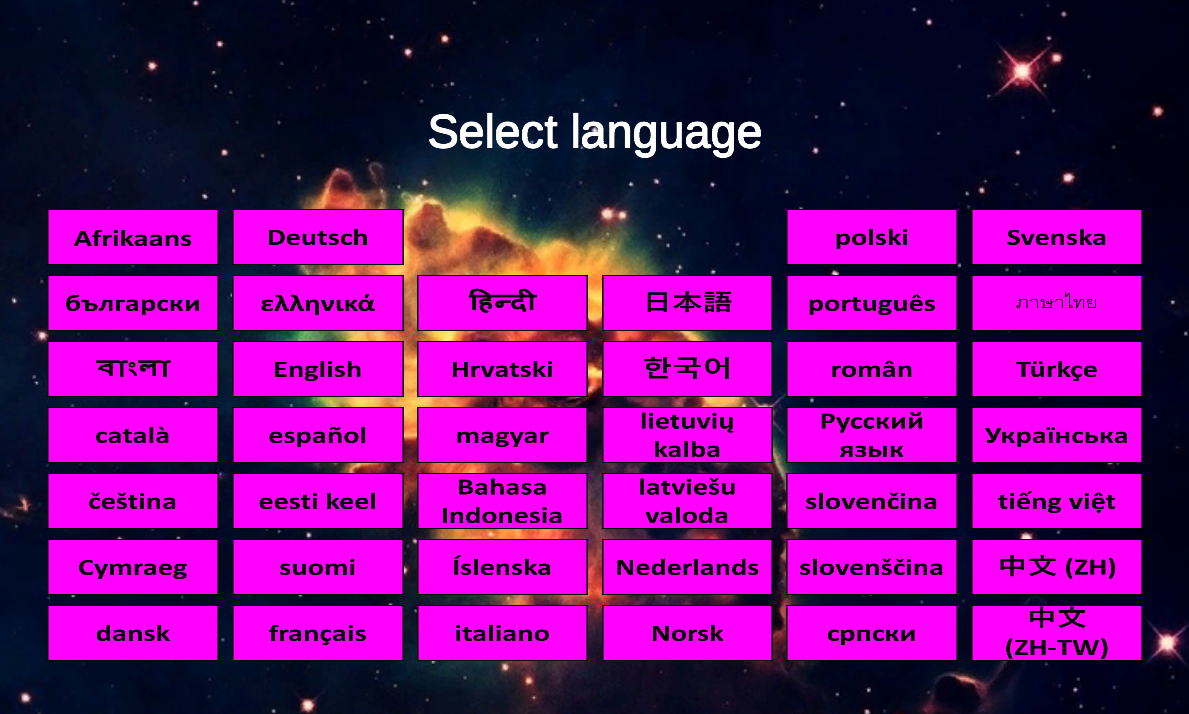 Select language
Afrikaans
Deutsch
polski
Svenska
български
ελληνικά
हिन्दी
日本語
português
ภาษาไทย
বাংলা
English
Hrvatski
한국어
român
Türkçe
català
español
magyar
lietuvių
kalba
Русский
язык
Українська
čeština
eesti keel
Bahasa
Indonesia
latviešu
valoda
slovenčina
tiếng việt
Cymraeg
suomi
Íslenska
Nederlands
slovenščina
中文 (ZH)
dansk
français
italiano
Norsk
српски
中文
(ZH-TW)